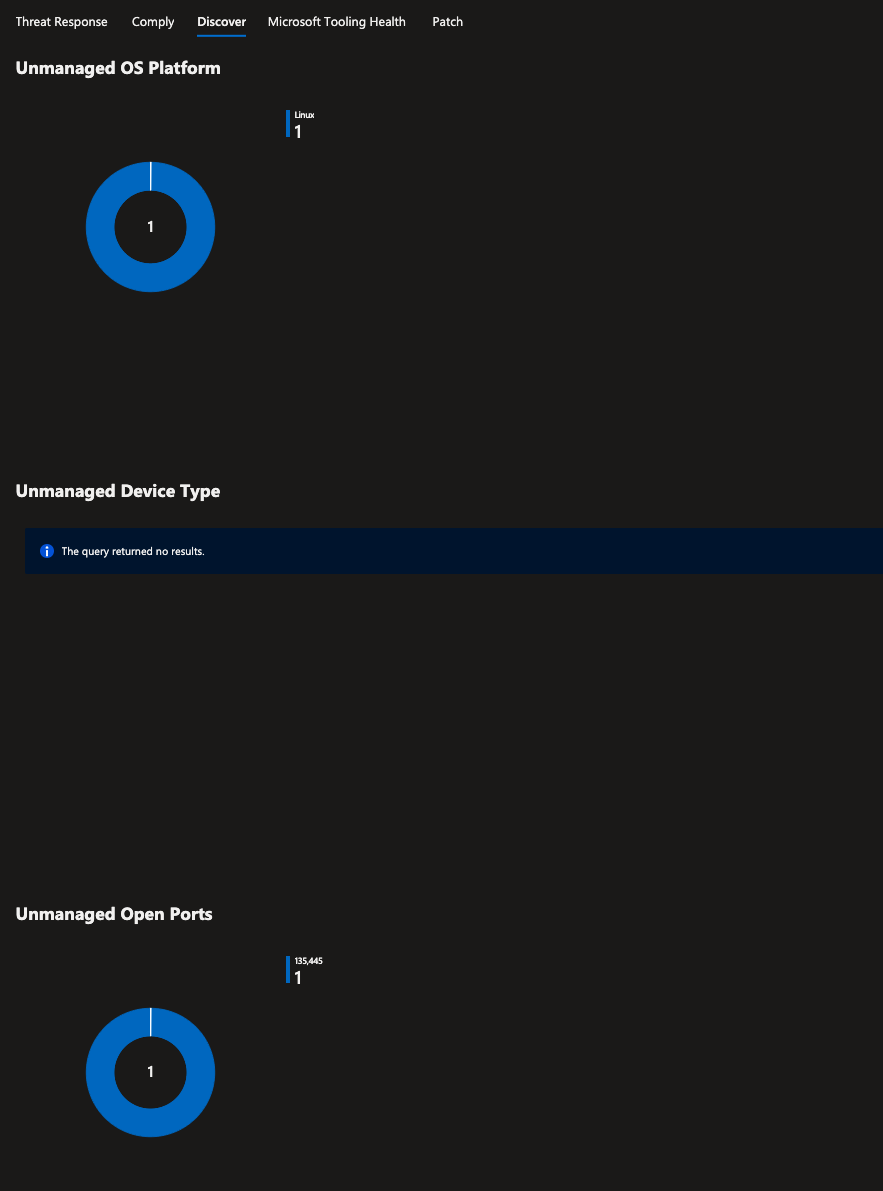 Threat Response Comply Discover Microsoft Tooling Health Patch
Unmanaged OS Platform
Linux
1
1
Unmanaged Device Type
The query returned no results.
Unmanaged Open Ports
135,445
1
1